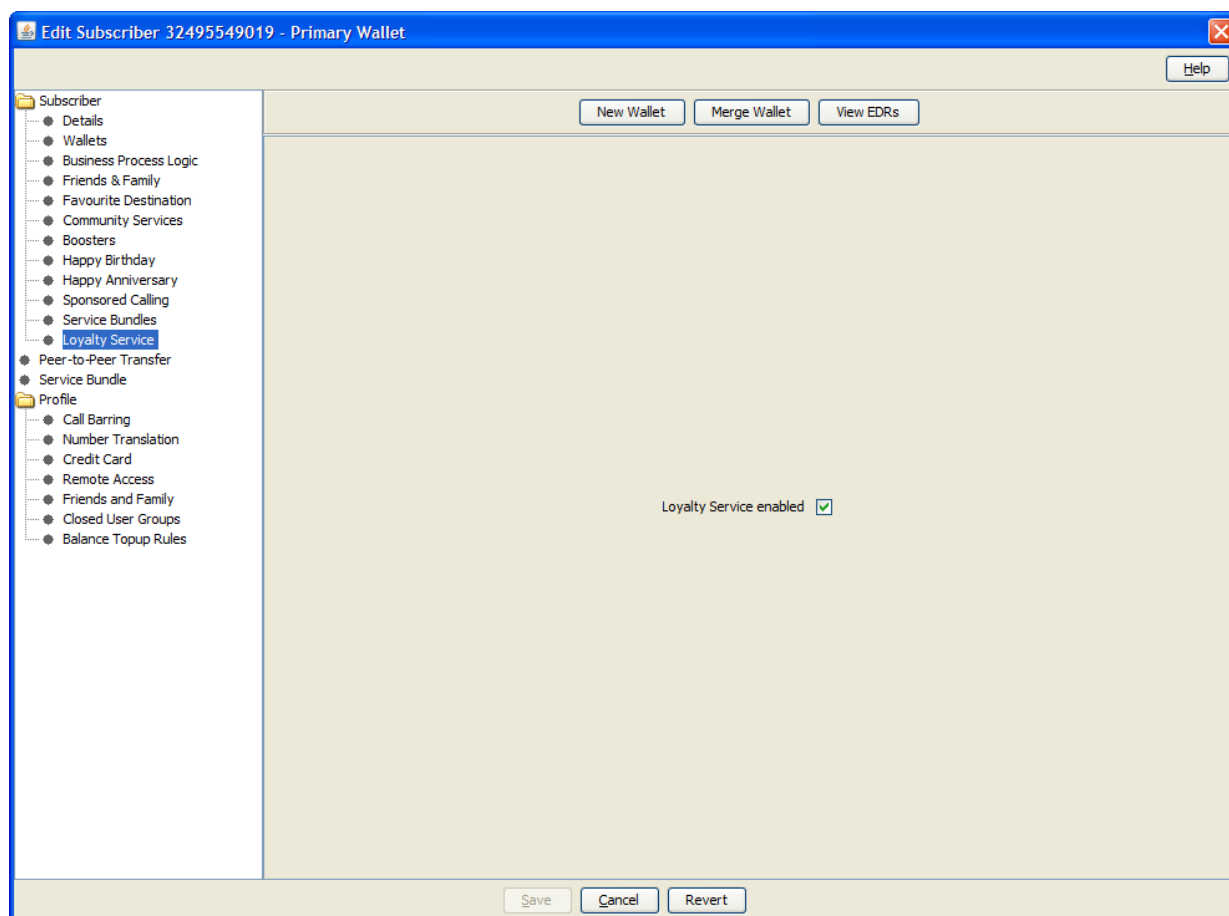 Edit Subscriber 32495549019 - Primary Wallet
Help
New Wallet Merge Wallet View EDRs
Subscriber
Details
Wallets
Business Process Logic
Friends & Family
Favourite Destination
Community Services
Boosters
Happy Birthday
Happy Anniversary
Sponsored Calling
Service Bundles
Loyalty Service
Peer-to-Peer Transfer
Service Bundle
Profile
Call Barring
Number Translation
Credit Card
Remote Access
Friends and Family
Closed User Groups
Balance Topup Rules
Loyalty Service enabled
Save Cancel Revert